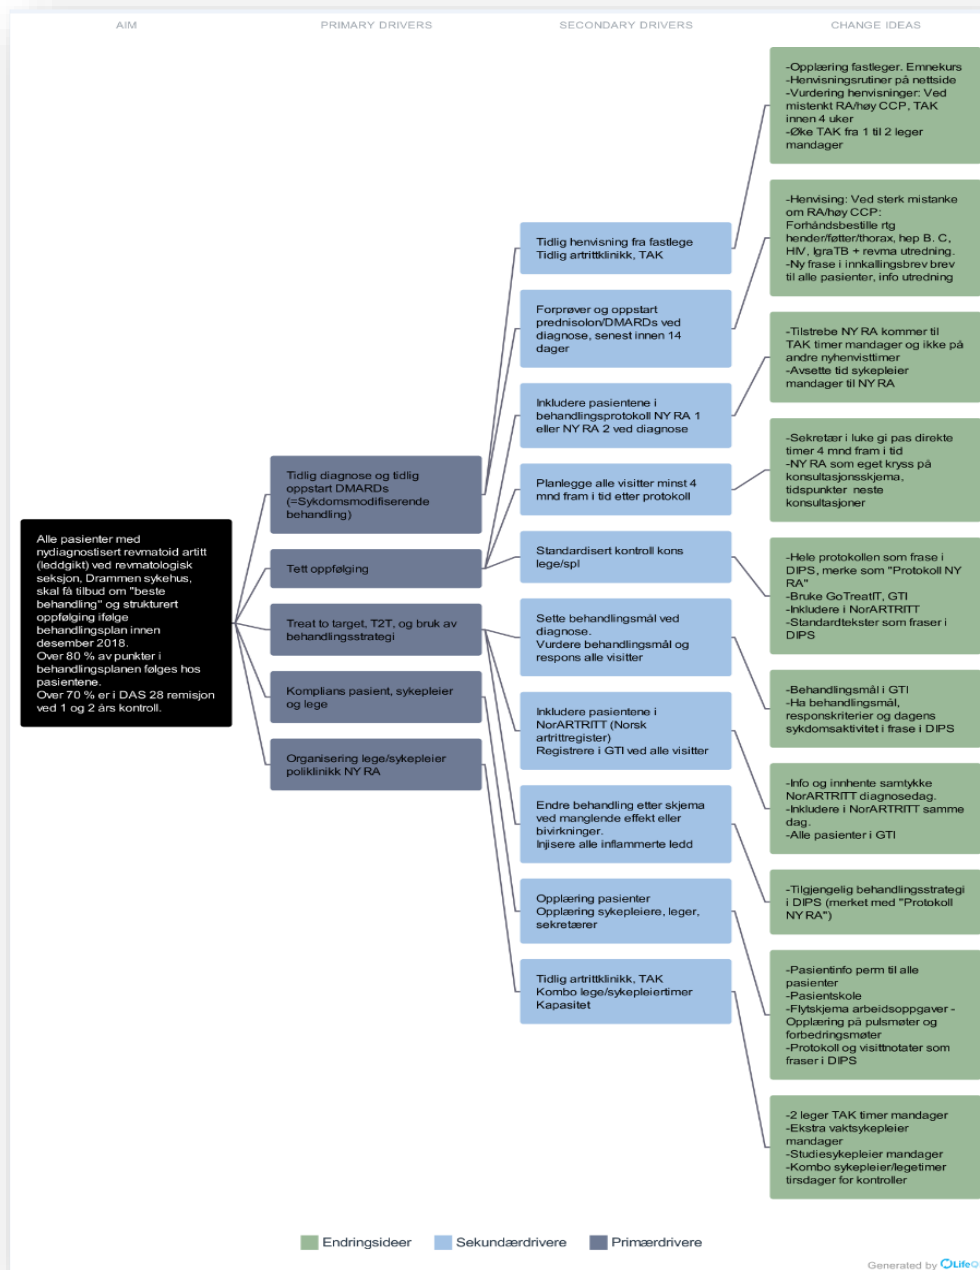 AIM
PRIMARY DRIVERS
SECONDARY DRIVERS
CHANGE IDEAS
Alle pasienter med
nydiagnostisert revmatoid artitt
(leddgikt) ved revmatologisk
seksjon, Drammen sykehus,
skal få tilbud om "beste
behandling" og strukturert
oppfølging ifølge
behandlingsplan innen
desember 2018.
Over 80 % av punkter i
behandlingsplanen følges hos
pasientene.
Over 70 % er i DAS 28 remisjon
ved 1 og 2 års kontroll.
Tidlig diagnose og tidlig
oppstart DMARDs
(=Sykdomsmodifiserende
behandling)
Tett oppfølging
Treat to target, T2T, og bruk av
behandlingsstrategi
Komplians pasient, sykepleier
og lege
Organisering lege/sykepleier
poliklinikk NY RA
Tidlig henvisning fra fastlege
Tidlig artrittklinikk, TAK
Forprøver og oppstart
prednisolon/DMARDs ved
diagnose, senest innen 14
dager
Inkludere pasientene i
behandlingsprotokoll NY RA 1
eller NY RA 2 ved diagnose
Planlegge alle visitter minst 4
mnd fram i tid etter protokoll
Standardisert kontroll kons
lege/spl
Sette behandlingsmål ved
diagnose.
Vurdere behandlingsmål og
respons alle visitter
Inkludere pasientene i
NorARTRITT (Norsk
artrittregister)
Registrere i GTI ved alle visitter
Endre behandling etter skjema
ved manglende effekt eller
bivirkninger.
Injisere alle inflammerte ledd
Opplæring pasienter
Opplæring sykepleiere, leger,
sekretærer
Tidlig artrittklinikk, TAK
Kombo lege/sykepleiertimer
Kapasitet
-Opplæring fastleger. Emnekurs
-Henvisningsrutiner på nettside
-Vurdering henvisninger: Ved
mistenkt RA/høy CCP, TAK
innen 4 uker
-Øke TAK fra 1 til 2 leger
mandager
-Henvising: Ved sterk mistanke
om RA/høy CCP:
Forhåndsbestille rtg
hender/føtter/thorax, hep B. C,
HIV, IgraTB + revma utredning.
-Ny frase i innkallingsbrev brev
til alle pasienter, info utredning
-Tilstrebe NY RA kommer til
TAK timer mandager og ikke på
andre nyhenvisttimer
-Avsette tid sykepleier
mandager til NY RA
-Sekretær i luke gi pas direkte
timer 4 mnd fram i tid
-NY RA som eget kryss på
konsultasjonsskjema,
tidspunkter neste
konsultasjoner
-Hele protokollen som frase i
DIPS, merke som "Protokoll NY
RA"
-Bruke GoTreatIT, GTI
-Inkludere i NorARTRITT
-Standardtekster som fraser i
DIPS
-Behandlingsmål i GTI
-Ha behandlingsmål,
responskriterier og dagens
sykdomsaktivitet i frase i DIPS
-Info og innhente samtykke
NorARTRITT diagnosedag.
-Inkludere i NorARTRITT samme
dag.
-Alle pasienter i GTI
-Tilgjengelig behandlingsstrategi
i DIPS (merket med "Protokoll
NY RA")
-Pasientinfo perm til alle
pasienter
-Pasientskole
-Flytskjema arbeidsoppgaver -
Opplæring på pulsmøter og
forbedringsmøter
-Protokoll og visittnotater som
fraser i DIPS
-2 leger TAK timer mandager
-Ekstra vaktsykepleier
mandager
-Studiesykepleier mandager
-Kombo sykepleier/legetimer
tirsdager for kontroller
Endringsideer
Sekundærdrivere
Primærdrivere
Generated by LifeQ